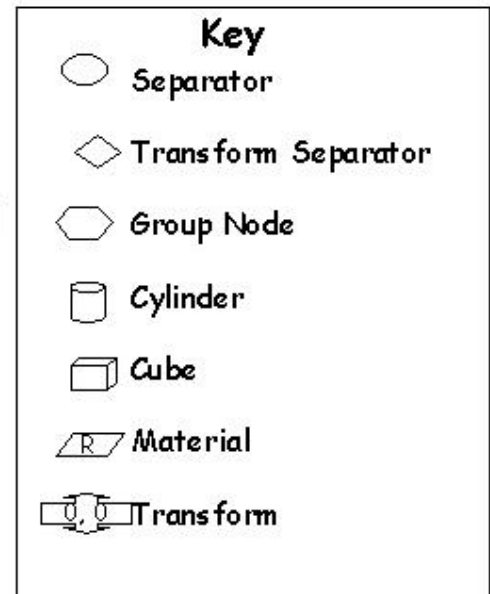 Key
Separator
Transform Separator
Group Node
Cylinder
Cube
R Material
Transform